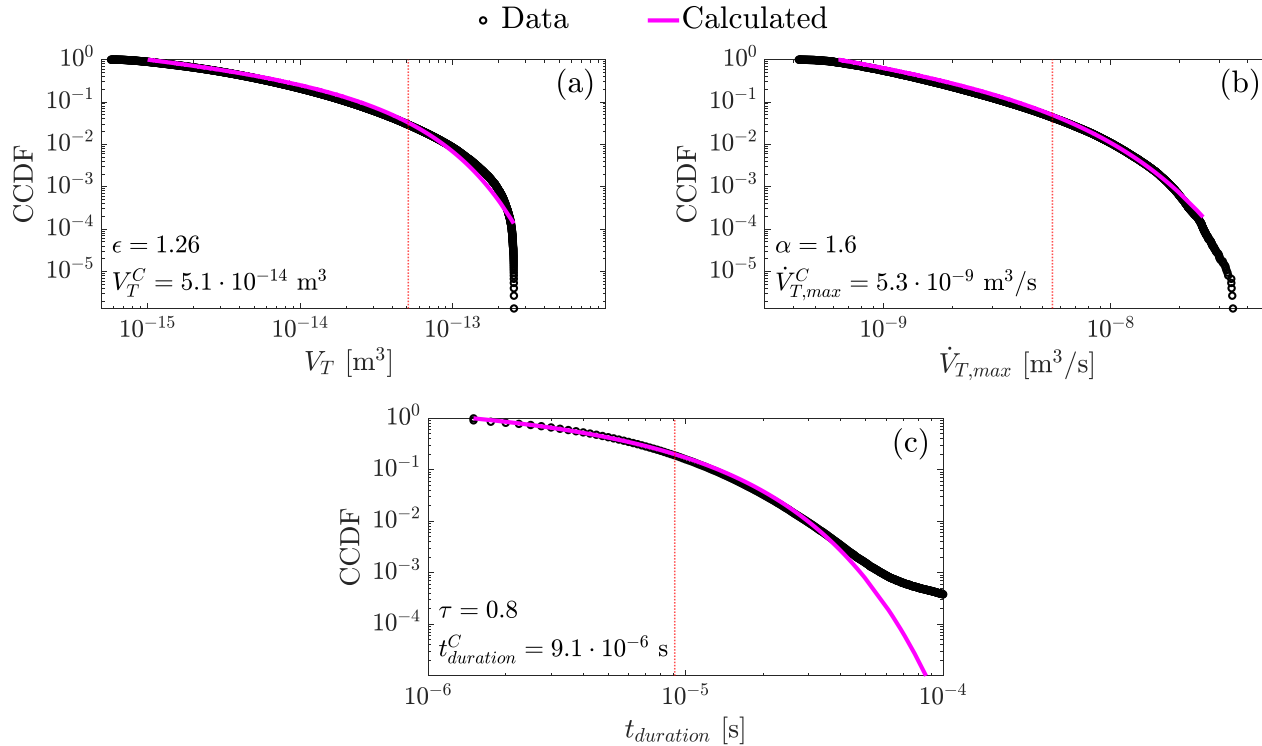 Data Calculated
(a)
CCDF
10^0
10^-1
10^-2
10^-3
10^-4
10^-5
ϵ = 1.26
V_T^C = 5.1 · 10^-14 m^3
10^-15 10^-14 10^-13
V_T [m^3]
(b)
CCDF
10^0
10^-1
10^-2
10^-3
10^-4
10^-5
α = 1.6
V̇_{T,max}^C = 5.3 · 10^-9 m^3/s
10^-9 10^-8
V̇_{T,max} [m^3/s]
(c)
CCDF
10^0
10^-1
10^-2
10^-3
10^-4
τ = 0.8
t_{duration}^C = 9.1 · 10^-6 s
10^-6 10^-5 10^-4
t_{duration} [s]